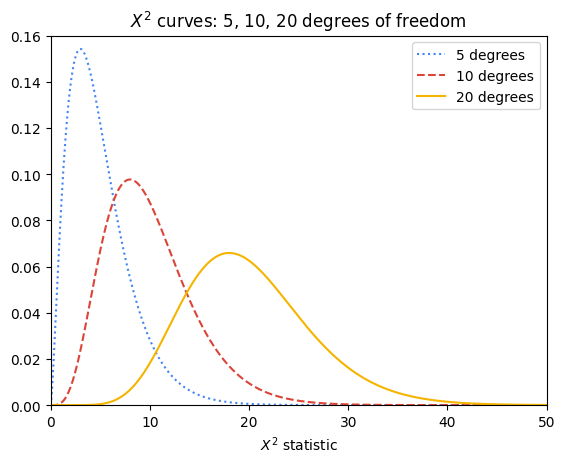 X² curves: 5, 10, 20 degrees of freedom
5 degrees
10 degrees
20 degrees
0.16
0.14
0.12
0.10
0.08
0.06
0.04
0.02
0.00
0 10 20 30 40 50
X² statistic